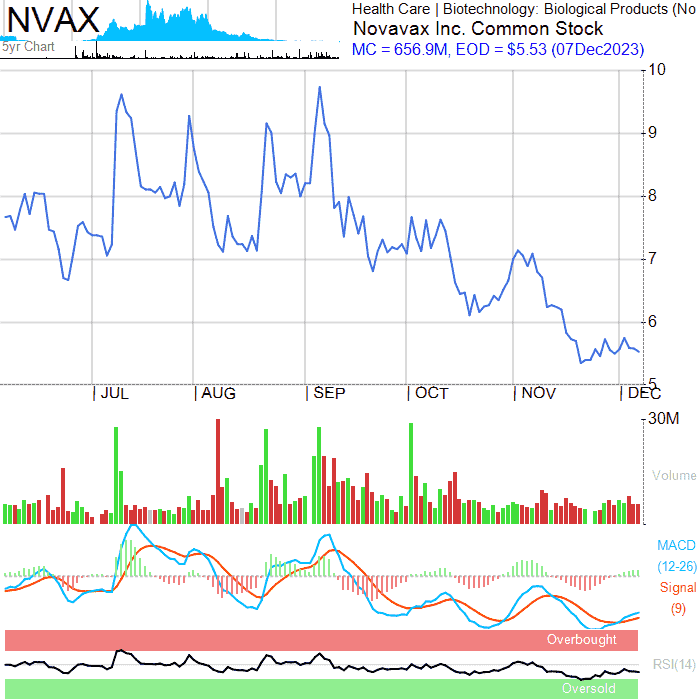 NVAX
5yr Chart
Health Care | Biotechnology: Biological Products (No
Novavax Inc. Common Stock
MC = 656.9M, EOD = $5.53 (07Dec2023)
10
9
8
7
6
5
JUL AUG SEP OCT NOV DEC
30M
Volume
MACD
(12-26)
Signal
(9)
Overbought
RSI(14)
Oversold